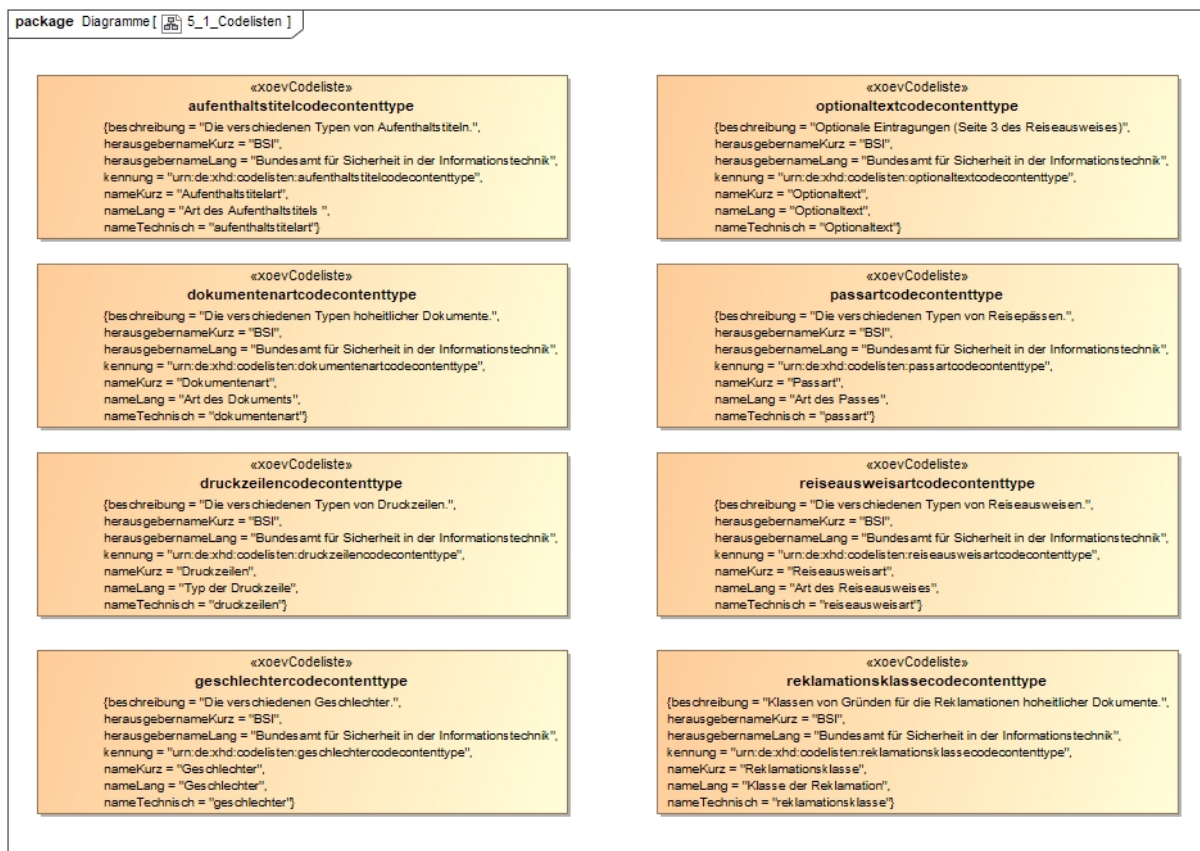 package Diagramme[ 5_1_Codelisten ]
«xoevCodeliste»
aufenthaltstitelcodecontenttype
{beschreibung = "Die verschiedenen Typen von Aufenthaltstiteln.",
herausgebernameKurz = "BSI",
herausgebernameLang = "Bundesamt für Sicherheit in der Informationstechnik",
kennung = "urn:de:xhd:codelisten:aufenthaltstitelcodecontenttype",
nameKurz = "Aufenthaltstitelart",
nameLang = "Art des Aufenthaltstitels ",
nameTechnisch = "aufenthaltstitelart"}
«xoevCodeliste»
optionaltextcodecontenttype
{beschreibung = "Optionale Eintragungen (Seite 3 des Reiseausweises)",
herausgebernameKurz = "BSI",
herausgebernameLang = "Bundesamt für Sicherheit in der Informationstechnik",
kennung = "urn:de:xhd:codelisten:optionaltextcodecontenttype",
nameKurz = "Optionaltext",
nameLang = "Optionaltext",
nameTechnisch = "Optionaltext"}
«xoevCodeliste»
dokumentenartcodecontenttype
{beschreibung = "Die verschiedenen Typen hoheitlicher Dokumente.",
herausgebernameKurz = "BSI",
herausgebernameLang = "Bundesamt für Sicherheit in der Informationstechnik",
kennung = "urn:de:xhd:codelisten:dokumentenartcodecontenttype",
nameKurz = "Dokumentenart",
nameLang = "Art des Dokuments",
nameTechnisch = "dokumentenart"}
«xoevCodeliste»
passartcodecontenttype
{beschreibung = "Die verschiedenen Typen von Reisepässen.",
herausgebernameKurz = "BSI",
herausgebernameLang = "Bundesamt für Sicherheit in der Informationstechnik",
kennung = "urn:de:xhd:codelisten:passartcodecontenttype",
nameKurz = "Passart",
nameLang = "Art des Passes",
nameTechnisch = "passart"}
«xoevCodeliste»
druckzeilencodecontenttype
{beschreibung = "Die verschiedenen Typen von Druckzeilen.",
herausgebernameKurz = "BSI",
herausgebernameLang = "Bundesamt für Sicherheit in der Informationstechnik",
kennung = "urn:de:xhd:codelisten:druckzeilencodecontenttype",
nameKurz = "Druckzeilen",
nameLang = "Typ der Druckzeile",
nameTechnisch = "druckzeilen"}
«xoevCodeliste»
reiseausweisartcodecontenttype
{beschreibung = "Die verschiedenen Typen von Reiseausweisen.",
herausgebernameKurz = "BSI",
herausgebernameLang = "Bundesamt für Sicherheit in der Informationstechnik",
kennung = "urn:de:xhd:codelisten:reiseausweisartcodecontenttype",
nameKurz = "Reiseausweisart",
nameLang = "Art des Reiseausweises",
nameTechnisch = "reiseausweisart"}
«xoevCodeliste»
geschlechtercodecontenttype
{beschreibung = "Die verschiedenen Geschlechter.",
herausgebernameKurz = "BSI",
herausgebernameLang = "Bundesamt für Sicherheit in der Informationstechnik",
kennung = "urn:de:xhd:codelisten:geschlechtercodecontenttype",
nameKurz = "Geschlechter",
nameLang = "Geschlechter",
nameTechnisch = "geschlechter"}
«xoevCodeliste»
reklamationsklassecodecontenttype
{beschreibung = "Klassen von Gründen für die Reklamationen hoheitlicher Dokumente.",
herausgebernameKurz = "BSI",
herausgebernameLang = "Bundesamt für Sicherheit in der Informationstechnik",
kennung = "urn:de:xhd:codelisten:reklamationsklassecodecontenttype",
nameKurz = "Reklamationsklasse",
nameLang = "Klasse der Reklamation",
nameTechnisch = "reklamationsklasse"}